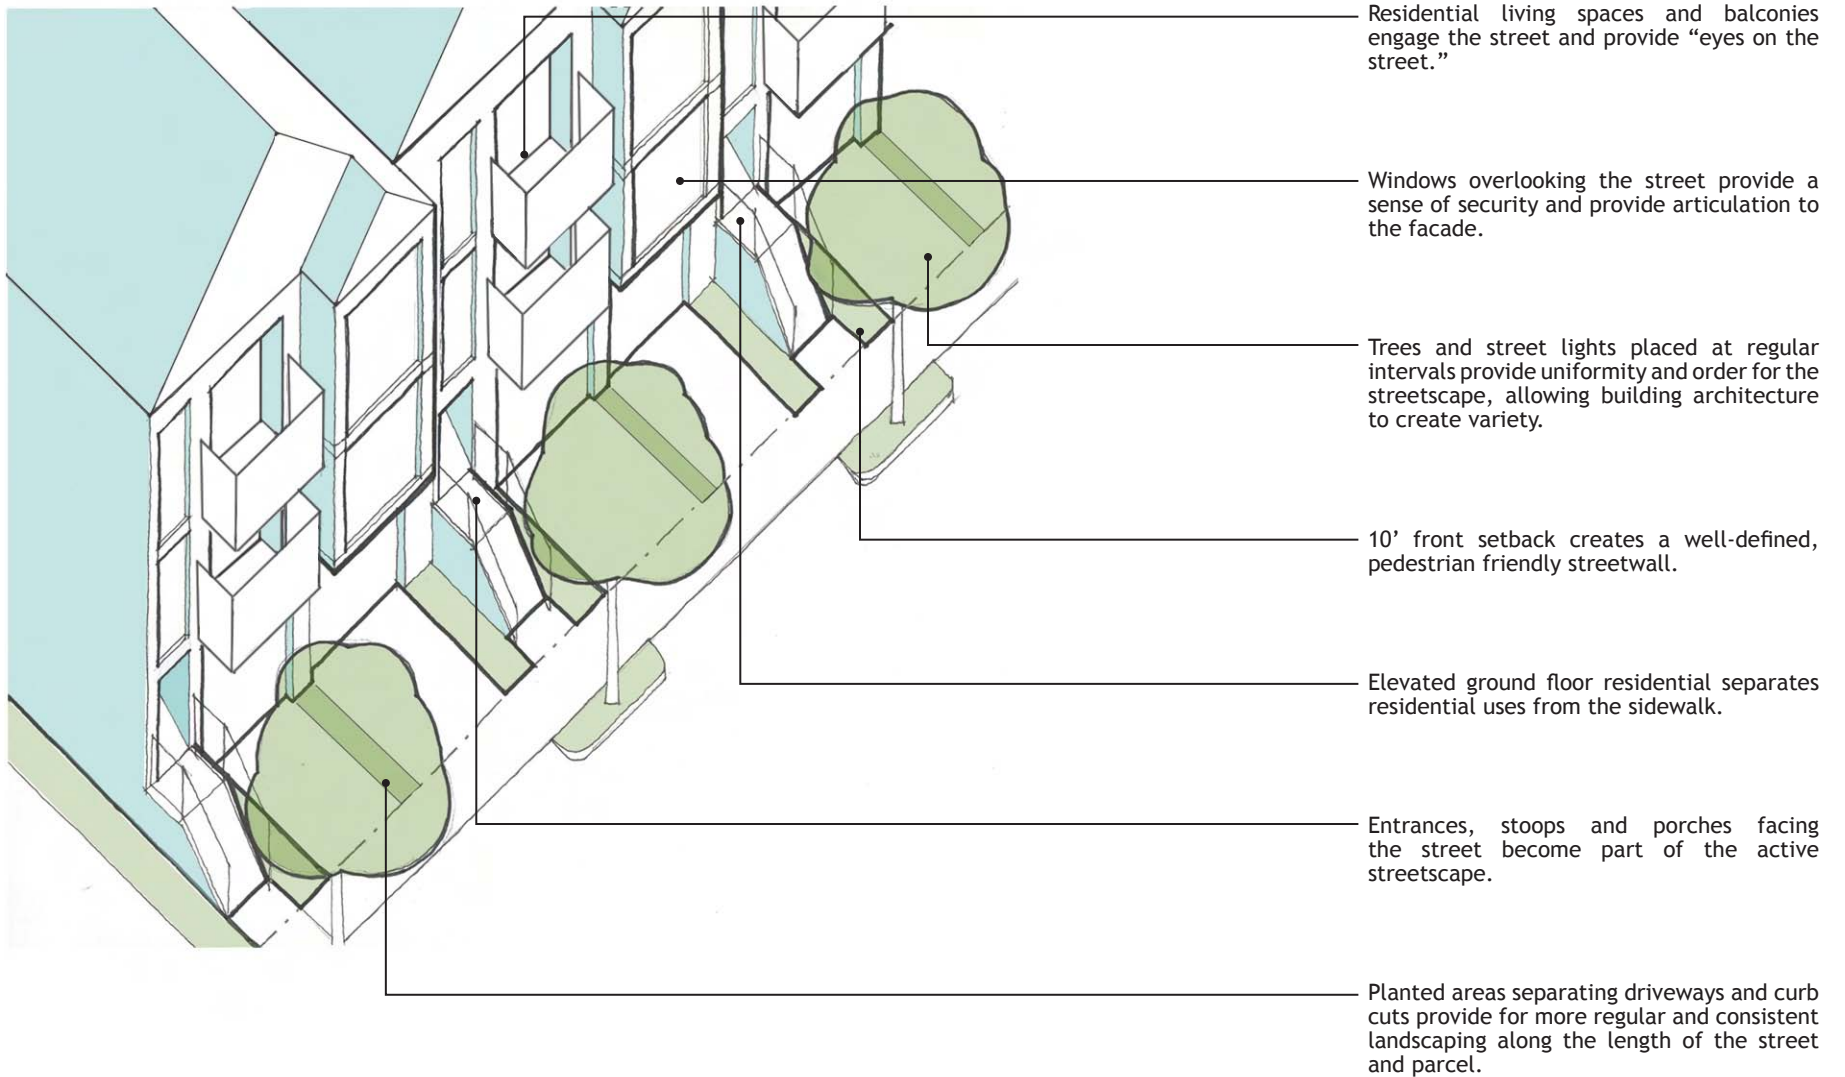 Residential living spaces and balconies
engage the street and provide “eyes on the
street.”
Windows overlooking the street provide a
sense of security and provide articulation to
the facade.
Trees and street lights placed at regular
intervals provide uniformity and order for the
streetscape, allowing building architecture
to create variety.
10’ front setback creates a well-defined,
pedestrian friendly streetwall.
Elevated ground floor residential separates
residential uses from the sidewalk.
Entrances, stoops and porches facing
the street become part of the active
streetscape.
Planted areas separating driveways and curb
cuts provide for more regular and consistent
landscaping along the length of the street
and parcel.